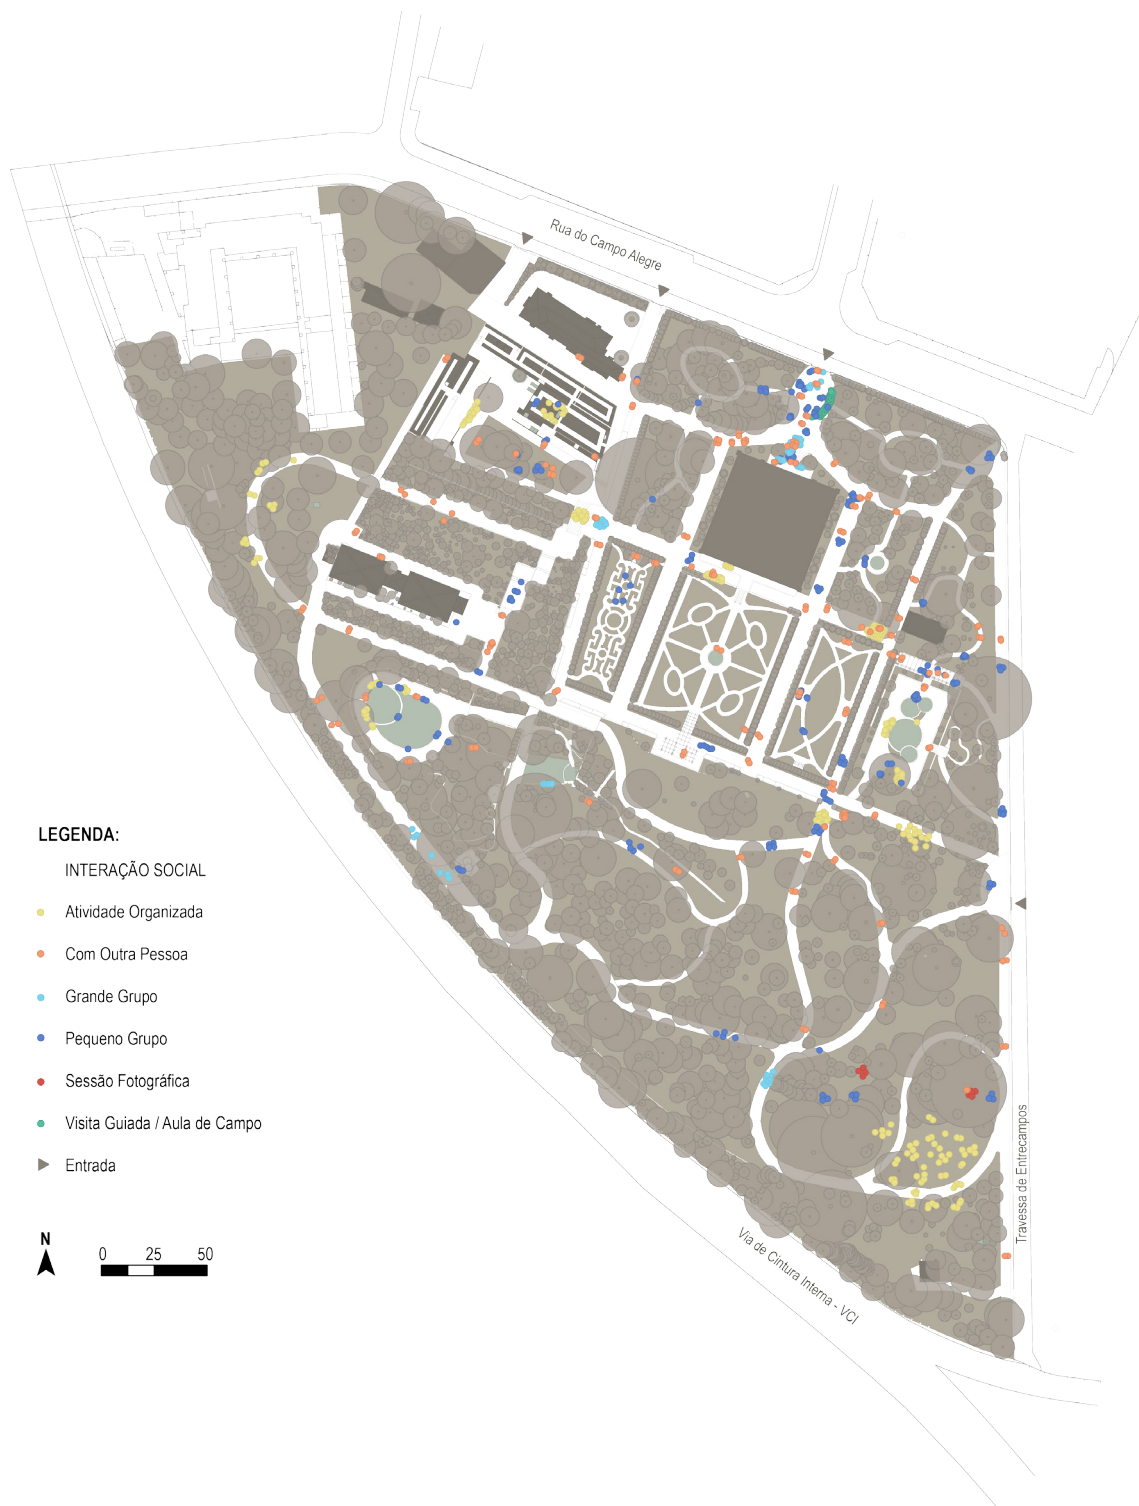 Rua do Campo Alegre
LEGENDA:
INTERAÇÃO SOCIAL
Atividade Organizada
Com Outra Pessoa
Grande Grupo
Pequeno Grupo
Sessão Fotográfica
Visita Guiada / Aula de Campo
Entrada
Travessa de Entrecampos
Via de Cintura Interna - VCI
N
0 25 50